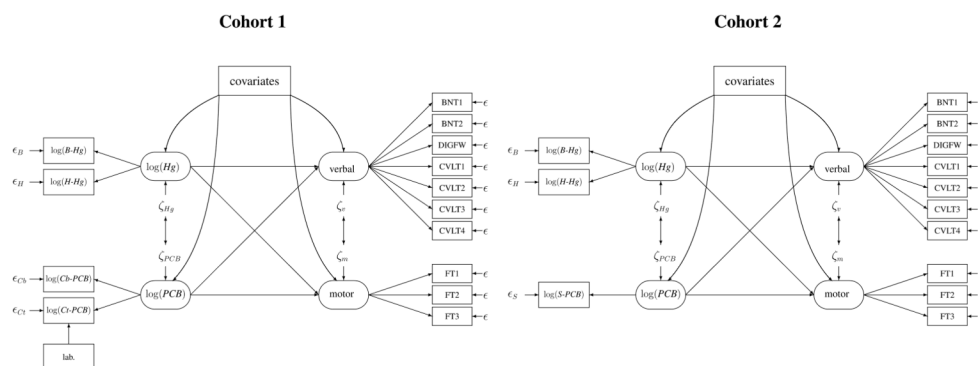 Cohort 1
covariates
BNT1 ϵ
BNT2 ϵ
DIGFW ϵ
CVLT1 ϵ
CVLT2 ϵ
CVLT3 ϵ
CVLT4 ϵ
ϵ_B log(B-Hg)
ϵ_H log(H-Hg)
log(Hg)
verbal
ζ_Hg
ζ_v
ζ_PCB
ζ_m
ϵ_Cb log(Cb-PCB)
ϵ_Ct log(Ct-PCB)
log(PCB)
motor
FT1 ϵ
FT2 ϵ
FT3 ϵ
lab.
Cohort 2
covariates
BNT1
BNT2
DIGFW
CVLT1
CVLT2
CVLT3
CVLT4
ϵ_B log(B-Hg)
ϵ_H log(H-Hg)
log(Hg)
verbal
ζ_Hg
ζ_v
ζ_PCB
ζ_m
ϵ_S log(S-PCB)
log(PCB)
motor
FT1
FT2
FT3